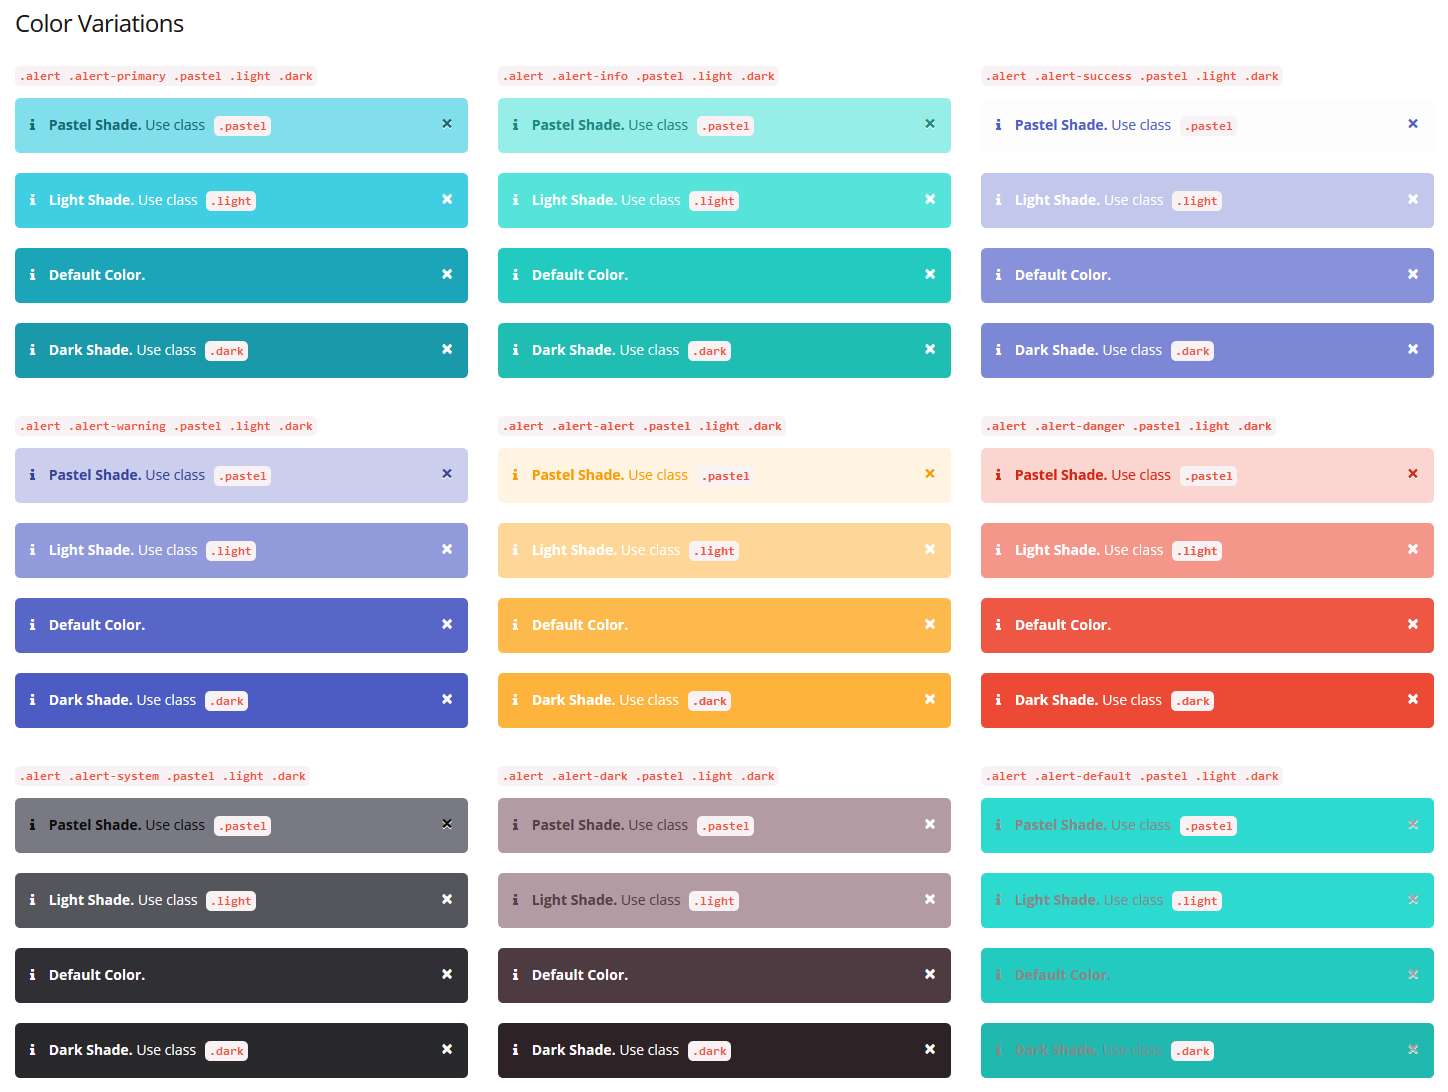 Color Variations
.alert .alert-primary .pastel .light .dark
Pastel Shade. Use class .pastel
Light Shade. Use class .light
Default Color.
Dark Shade. Use class .dark
.alert .alert-info .pastel .light .dark
Pastel Shade. Use class .pastel
Light Shade. Use class .light
Default Color.
Dark Shade. Use class .dark
.alert .alert-success .pastel .light .dark
Pastel Shade. Use class .pastel
Light Shade. Use class .light
Default Color.
Dark Shade. Use class .dark
.alert .alert-warning .pastel .light .dark
Pastel Shade. Use class .pastel
Light Shade. Use class .light
Default Color.
Dark Shade. Use class .dark
.alert .alert-alert .pastel .light .dark
Pastel Shade. Use class .pastel
Light Shade. Use class .light
Default Color.
Dark Shade. Use class .dark
.alert .alert-danger .pastel .light .dark
Pastel Shade. Use class .pastel
Light Shade. Use class .light
Default Color.
Dark Shade. Use class .dark
.alert .alert-system .pastel .light .dark
Pastel Shade. Use class .pastel
Light Shade. Use class .light
Default Color.
Dark Shade. Use class .dark
.alert .alert-dark .pastel .light .dark
Pastel Shade. Use class .pastel
Light Shade. Use class .light
Default Color.
Dark Shade. Use class .dark
.alert .alert-default .pastel .light .dark
Pastel Shade. Use class .pastel
Light Shade. Use class .light
Default Color.
Dark Shade. Use class .dark